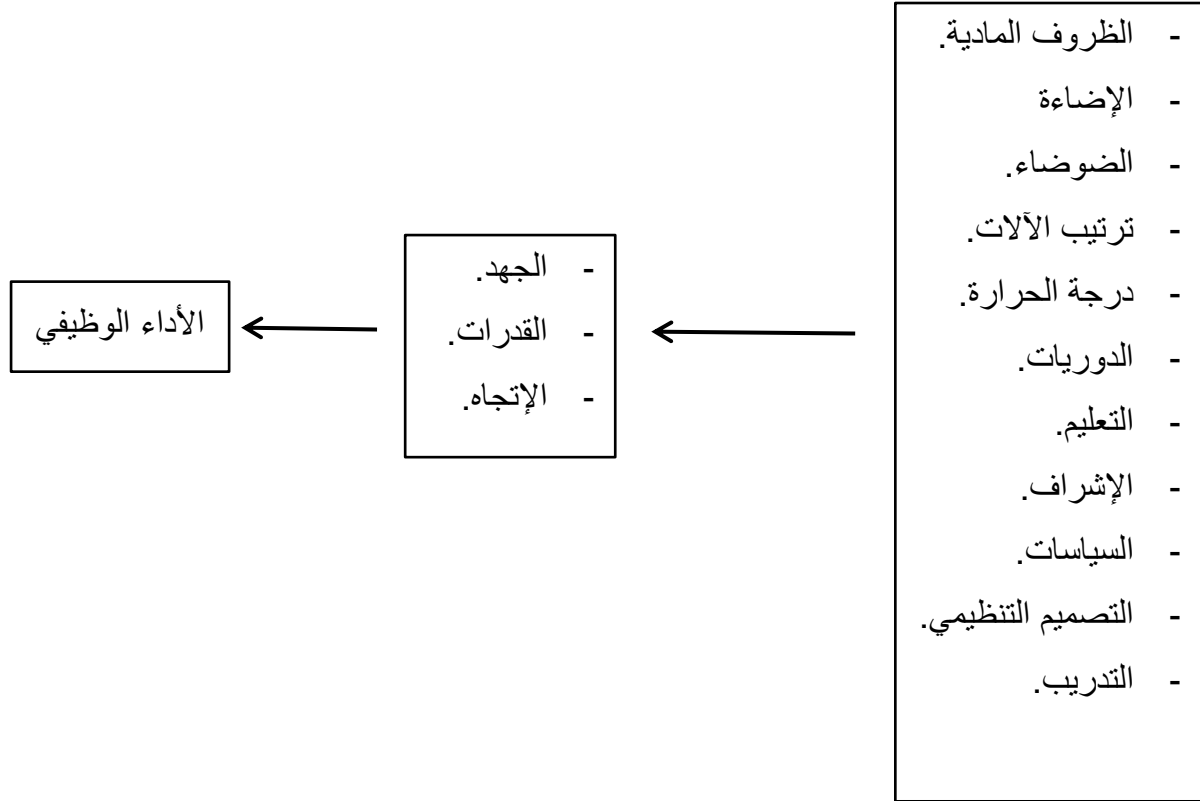 - الظروف المادية.
- الإضاءة
- الضوضاء.
- ترتيب الآلات.
- درجة الحرارة.
- الدوريات.
- التعليم.
- الإشراف.
- السياسات.
- التصميم التنظيمي.
- التدريب.
- الجهد.
- القدرات.
- الإتجاه.
الأداء الوظيفي